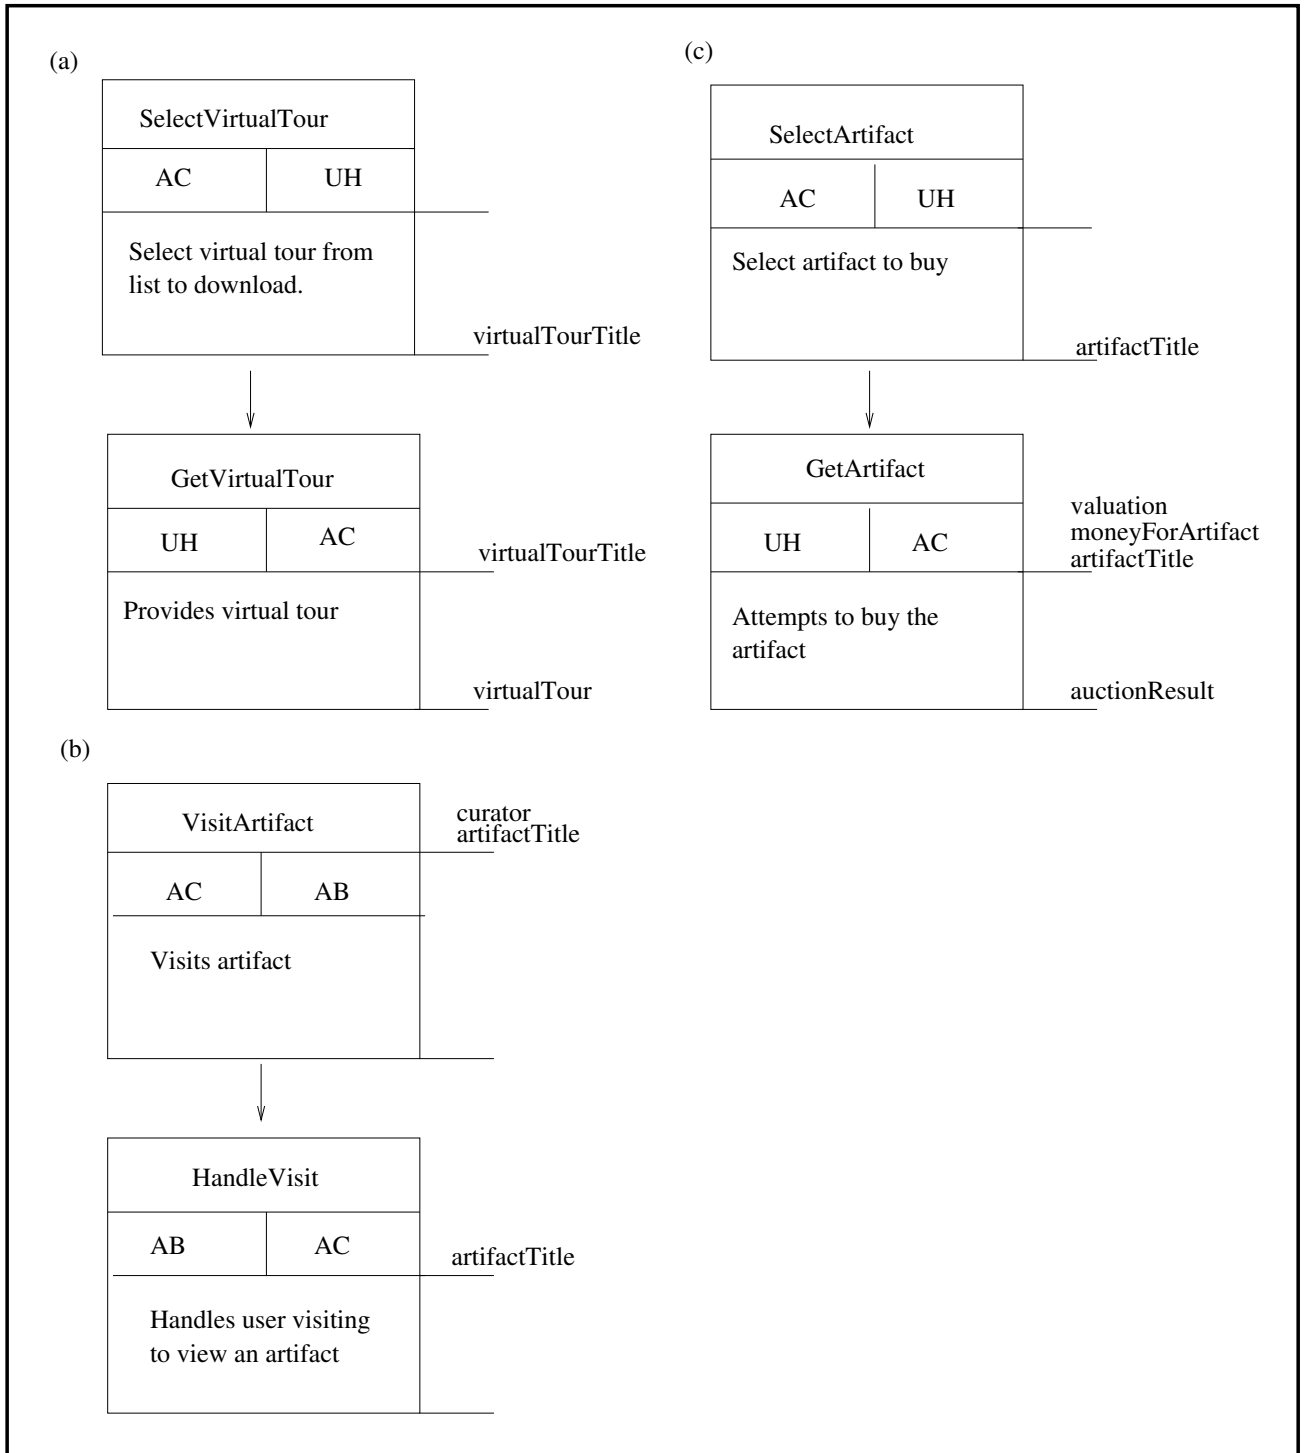 (a)
SelectVirtualTour
AC
UH
Select virtual tour from
list to download.
virtualTourTitle
GetVirtualTour
UH
AC
virtualTourTitle
Provides virtual tour
virtualTour
(b)
VisitArtifact
curator
artifactTitle
AC
AB
Visits artifact
HandleVisit
AB
AC
artifactTitle
Handles user visiting
to view an artifact
(c)
SelectArtifact
AC
UH
Select artifact to buy
artifactTitle
GetArtifact
UH
AC
valuation
moneyForArtifact
artifactTitle
Attempts to buy the
artifact
auctionResult